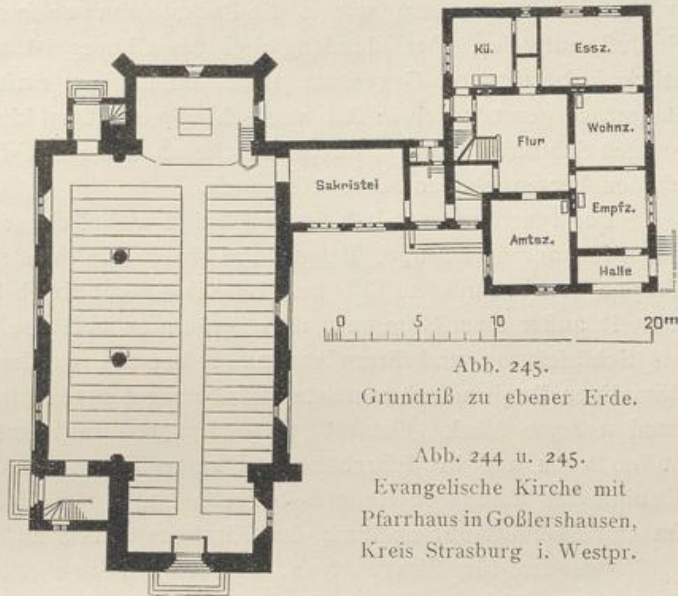 Kü.
Essz.
Flur
Wohnz.
Sakristei
Empfz.
Amtsz.
Halle
0 5 10 20m
Abb. 245.
Grundriß zu ebener Erde.
Abb. 244 u. 245.
Evangelische Kirche mit
Pfarrhaus in Goßlershausen,
Kreis Strasburg i. Westpr.